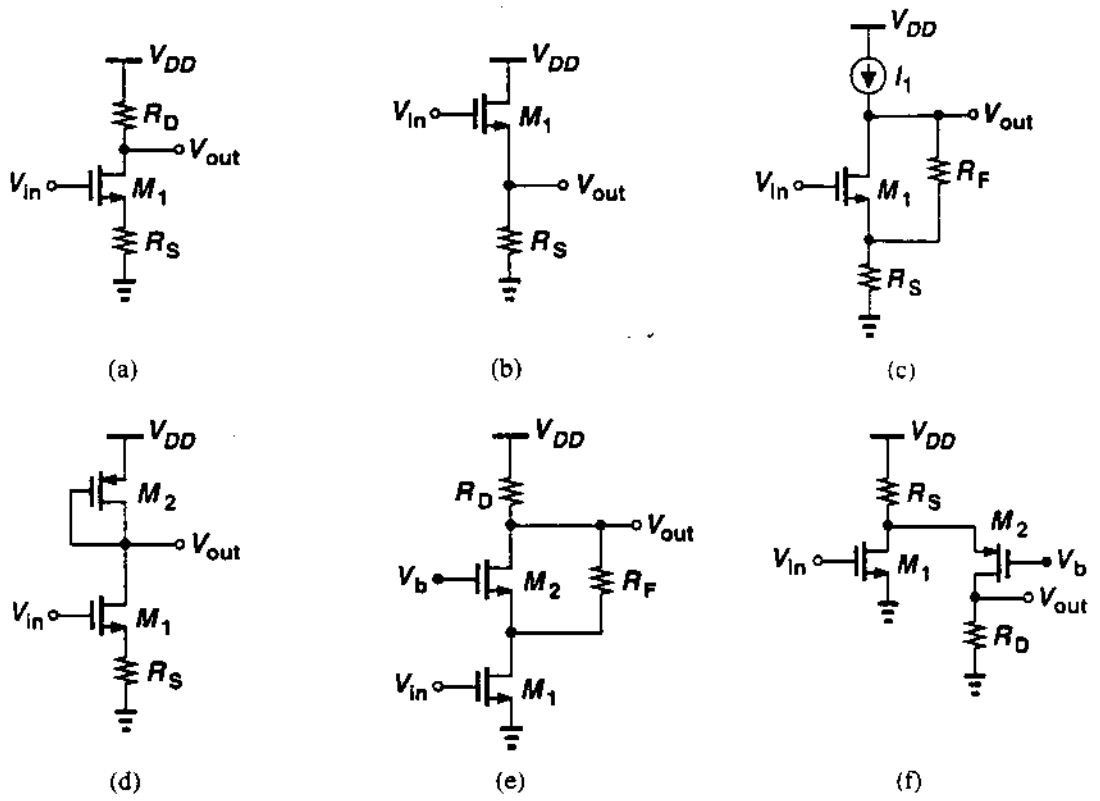 V_DD
R_D
V_out
V_in
M_1
R_S
(a)
V_DD
V_in
M_1
V_out
R_S
(b)
V_DD
I_1
V_out
R_F
V_in
M_1
R_S
(c)
V_DD
M_2
V_out
V_in
M_1
R_S
(d)
V_DD
R_D
V_out
V_b
M_2
R_F
V_in
M_1
(e)
V_DD
R_S
M_2
V_in
M_1
V_b
V_out
R_D
(f)